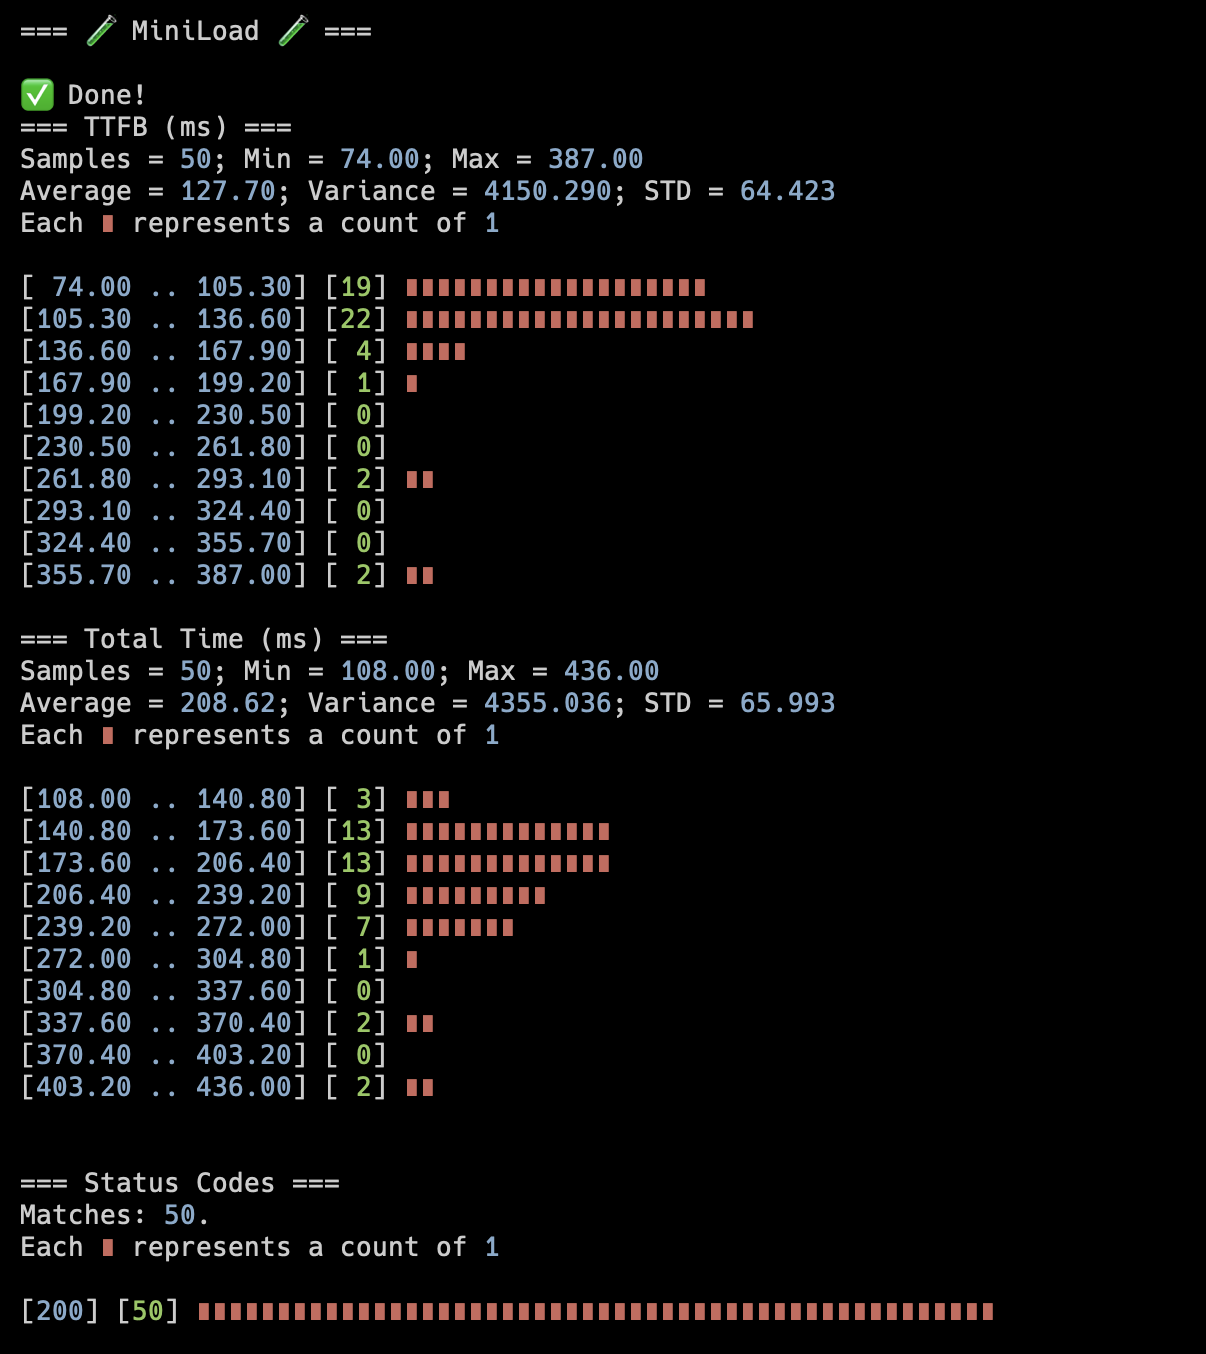 === 🧪 MiniLoad 🧪 ===
✅ Done!
=== TTFB (ms) ===
Samples = 50; Min = 74.00; Max = 387.00
Average = 127.70; Variance = 4150.290; STD = 64.423
Each ∎ represents a count of 1
[ 74.00 .. 105.30] [19] ∎∎∎∎∎∎∎∎∎∎∎∎∎∎∎∎∎∎∎
[105.30 .. 136.60] [22] ∎∎∎∎∎∎∎∎∎∎∎∎∎∎∎∎∎∎∎∎∎∎
[136.60 .. 167.90] [ 4] ∎∎∎∎
[167.90 .. 199.20] [ 1] ∎
[199.20 .. 230.50] [ 0]
[230.50 .. 261.80] [ 0]
[261.80 .. 293.10] [ 2] ∎∎
[293.10 .. 324.40] [ 0]
[324.40 .. 355.70] [ 0]
[355.70 .. 387.00] [ 2] ∎∎
=== Total Time (ms) ===
Samples = 50; Min = 108.00; Max = 436.00
Average = 208.62; Variance = 4355.036; STD = 65.993
Each ∎ represents a count of 1
[108.00 .. 140.80] [ 3] ∎∎∎
[140.80 .. 173.60] [13] ∎∎∎∎∎∎∎∎∎∎∎∎∎
[173.60 .. 206.40] [13] ∎∎∎∎∎∎∎∎∎∎∎∎∎
[206.40 .. 239.20] [ 9] ∎∎∎∎∎∎∎∎∎
[239.20 .. 272.00] [ 7] ∎∎∎∎∎∎∎
[272.00 .. 304.80] [ 1] ∎
[304.80 .. 337.60] [ 0]
[337.60 .. 370.40] [ 2] ∎∎
[370.40 .. 403.20] [ 0]
[403.20 .. 436.00] [ 2] ∎∎
=== Status Codes ===
Matches: 50.
Each ∎ represents a count of 1
[200] [50] ∎∎∎∎∎∎∎∎∎∎∎∎∎∎∎∎∎∎∎∎∎∎∎∎∎∎∎∎∎∎∎∎∎∎∎∎∎∎∎∎∎∎∎∎∎∎∎∎∎∎